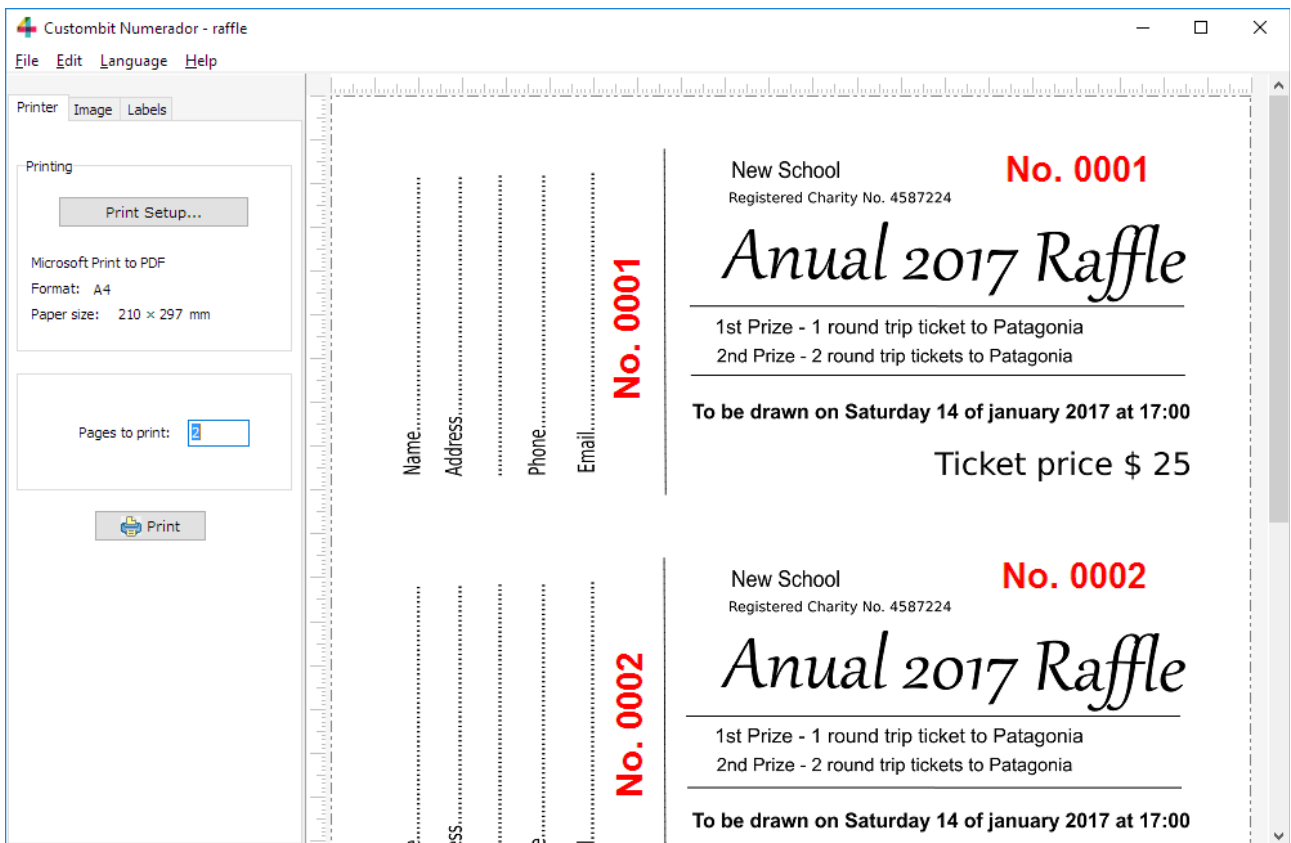 Custombit Numerador - raffle
File Edit Language Help
Printer Image Labels
Printing
Print Setup...
Microsoft Print to PDF
Format: A4
Paper size: 210 × 297 mm
Pages to print: 2
Print
Name
Address
Phone
Email
No. 0001
New School
No. 0001
Registered Charity No. 4587224
Anual 2017 Raffle
1st Prize - 1 round trip ticket to Patagonia
2nd Prize - 2 round trip tickets to Patagonia
To be drawn on Saturday 14 of january 2017 at 17:00
Ticket price $ 25
No. 0002
New School
No. 0002
Registered Charity No. 4587224
Anual 2017 Raffle
1st Prize - 1 round trip ticket to Patagonia
2nd Prize - 2 round trip tickets to Patagonia
To be drawn on Saturday 14 of january 2017 at 17:00